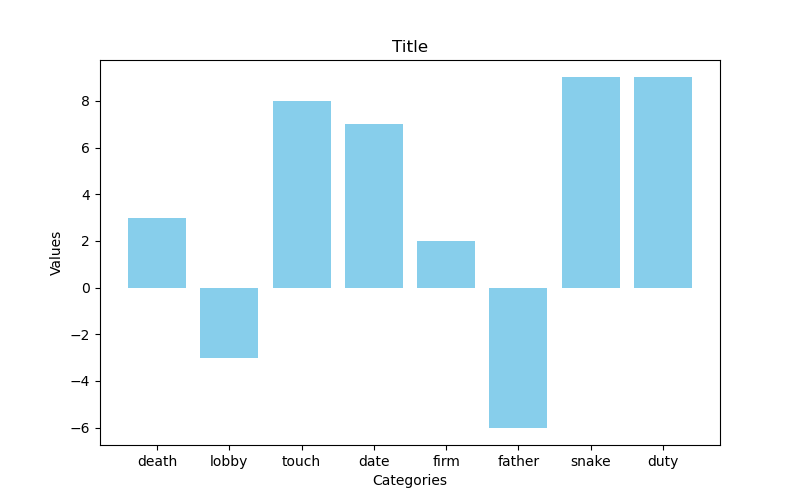 Title
Values
8
6
4
2
0
−2
−4
−6
death lobby touch date firm father snake duty
Categories